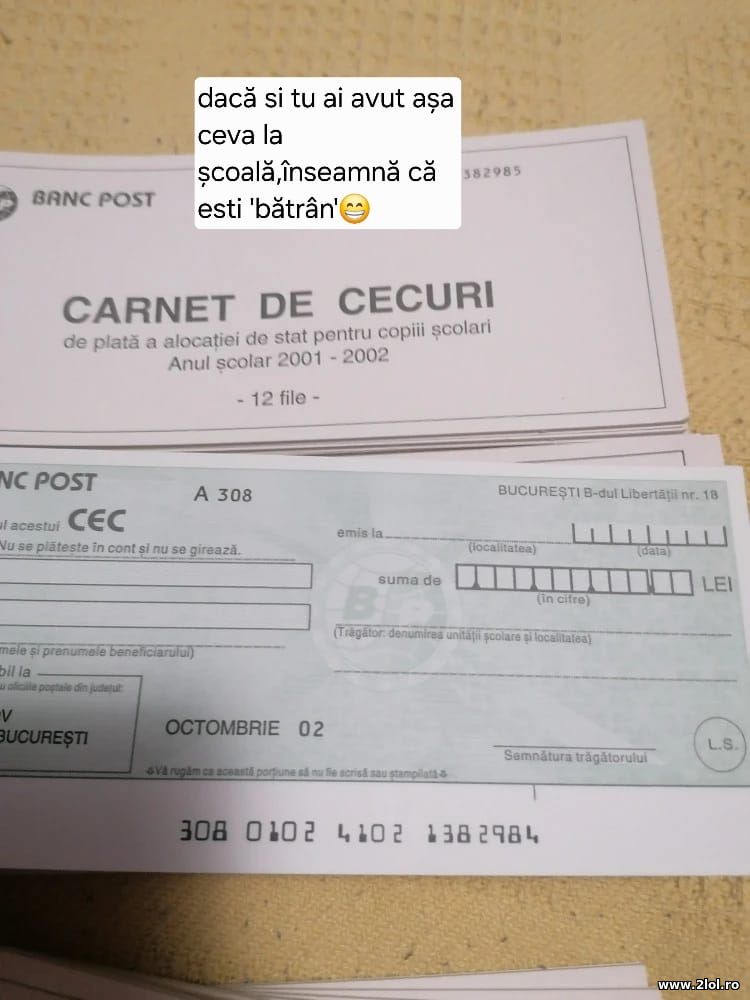 dacă si tu ai avut așa
ceva la
școală,înseamnă că
esti 'bătrân'😁
382985
BANC POST
CARNET DE CECURI
de plată a alocației de stat pentru copiii școlari
Anul școlar 2001 - 2002
- 12 file -
NC POST
A 308
BUCUREȘTI B-dul Libertății nr. 18
ul acestui CEC
Nu se plătește în cont și nu se girează.
emis la
(localitatea)
(data)
suma de
LEI
(în cifre)
(Trăgător: denumirea unității școlare și localitatea)
mele și prenumele beneficiarului)
bil la
u oficiile poștale din județul:
V
BUCUREȘTI
OCTOMBRIE 02
Semnătura trăgătorului
L.S.
Vă rugăm ca această porțiune să nu fie scrisă sau ștampilată
308 0102 4102 1382984
www.2lol.ro